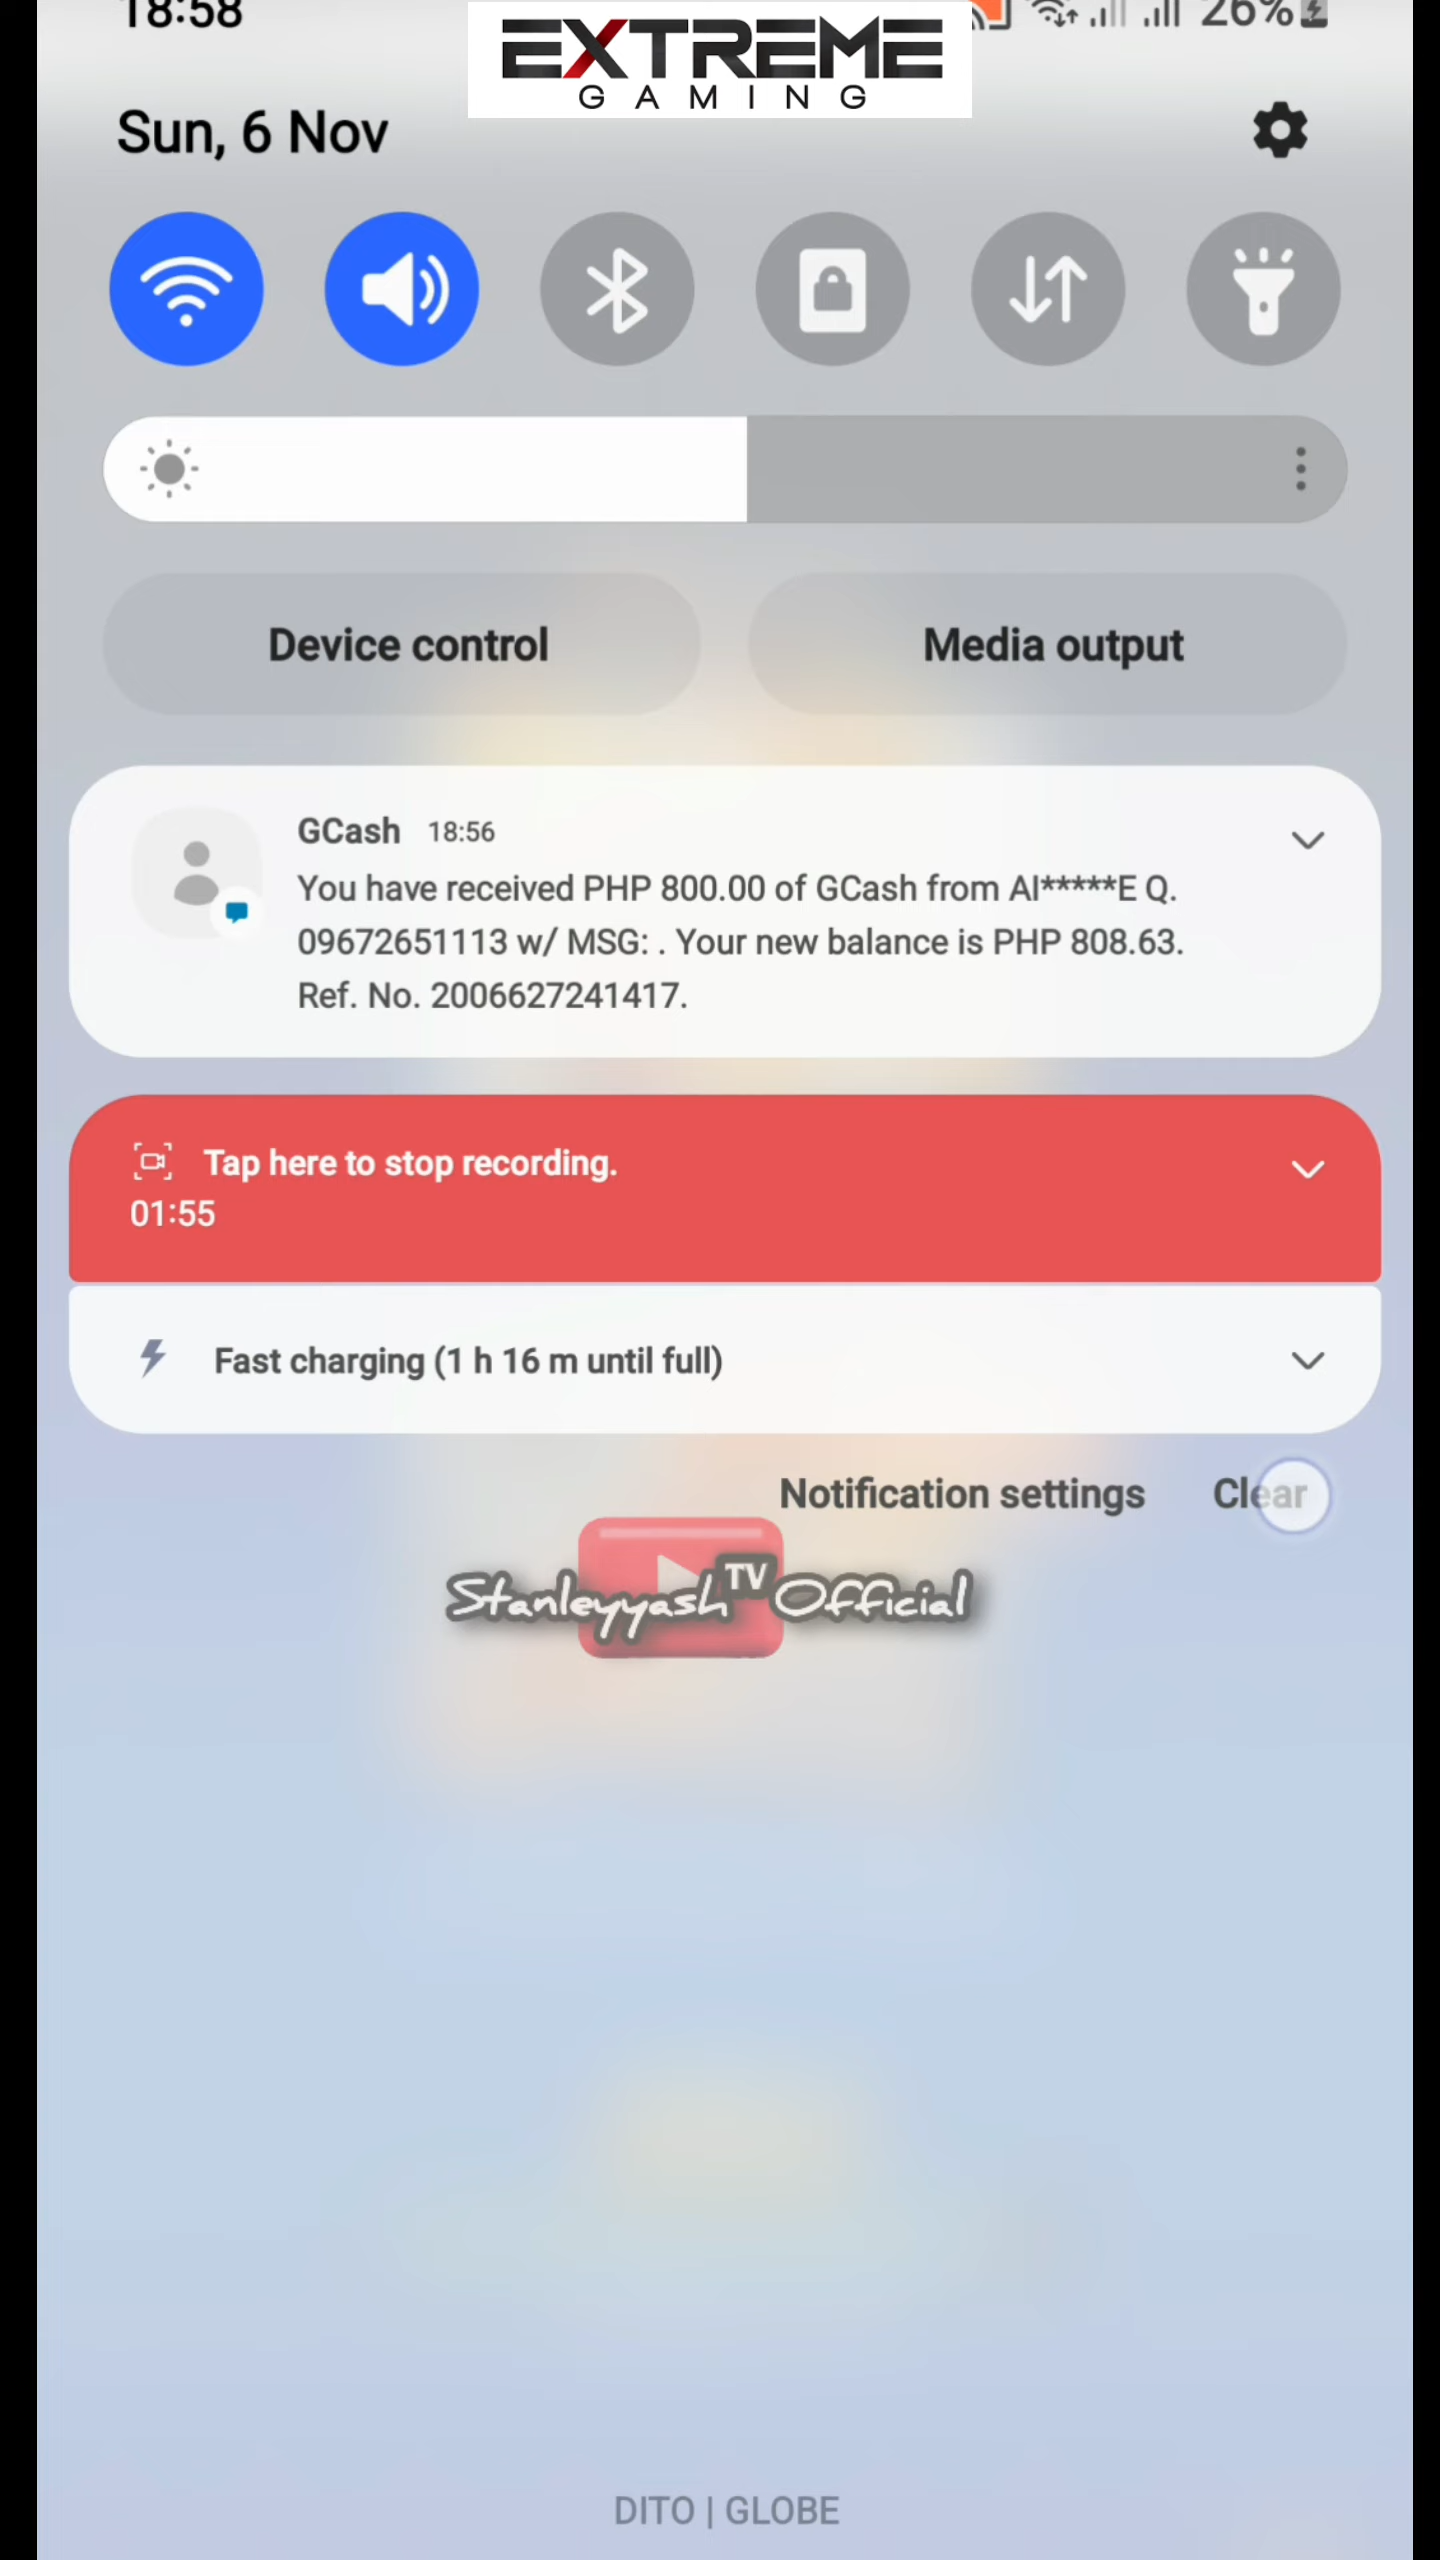 18:58
26%
EXTREME
GAMING
Sun, 6 Nov
Device control
Media output
GCash 18:56
You have received PHP 800.00 of GCash from Al*****E Q.
09672651113 w/ MSG: . Your new balance is PHP 808.63.
Ref. No. 2006627241417.
Tap here to stop recording.
01:55
Fast charging (1 h 16 m until full)
Notification settings
Clear
Stanleyyash TV Official
DITO | GLOBE